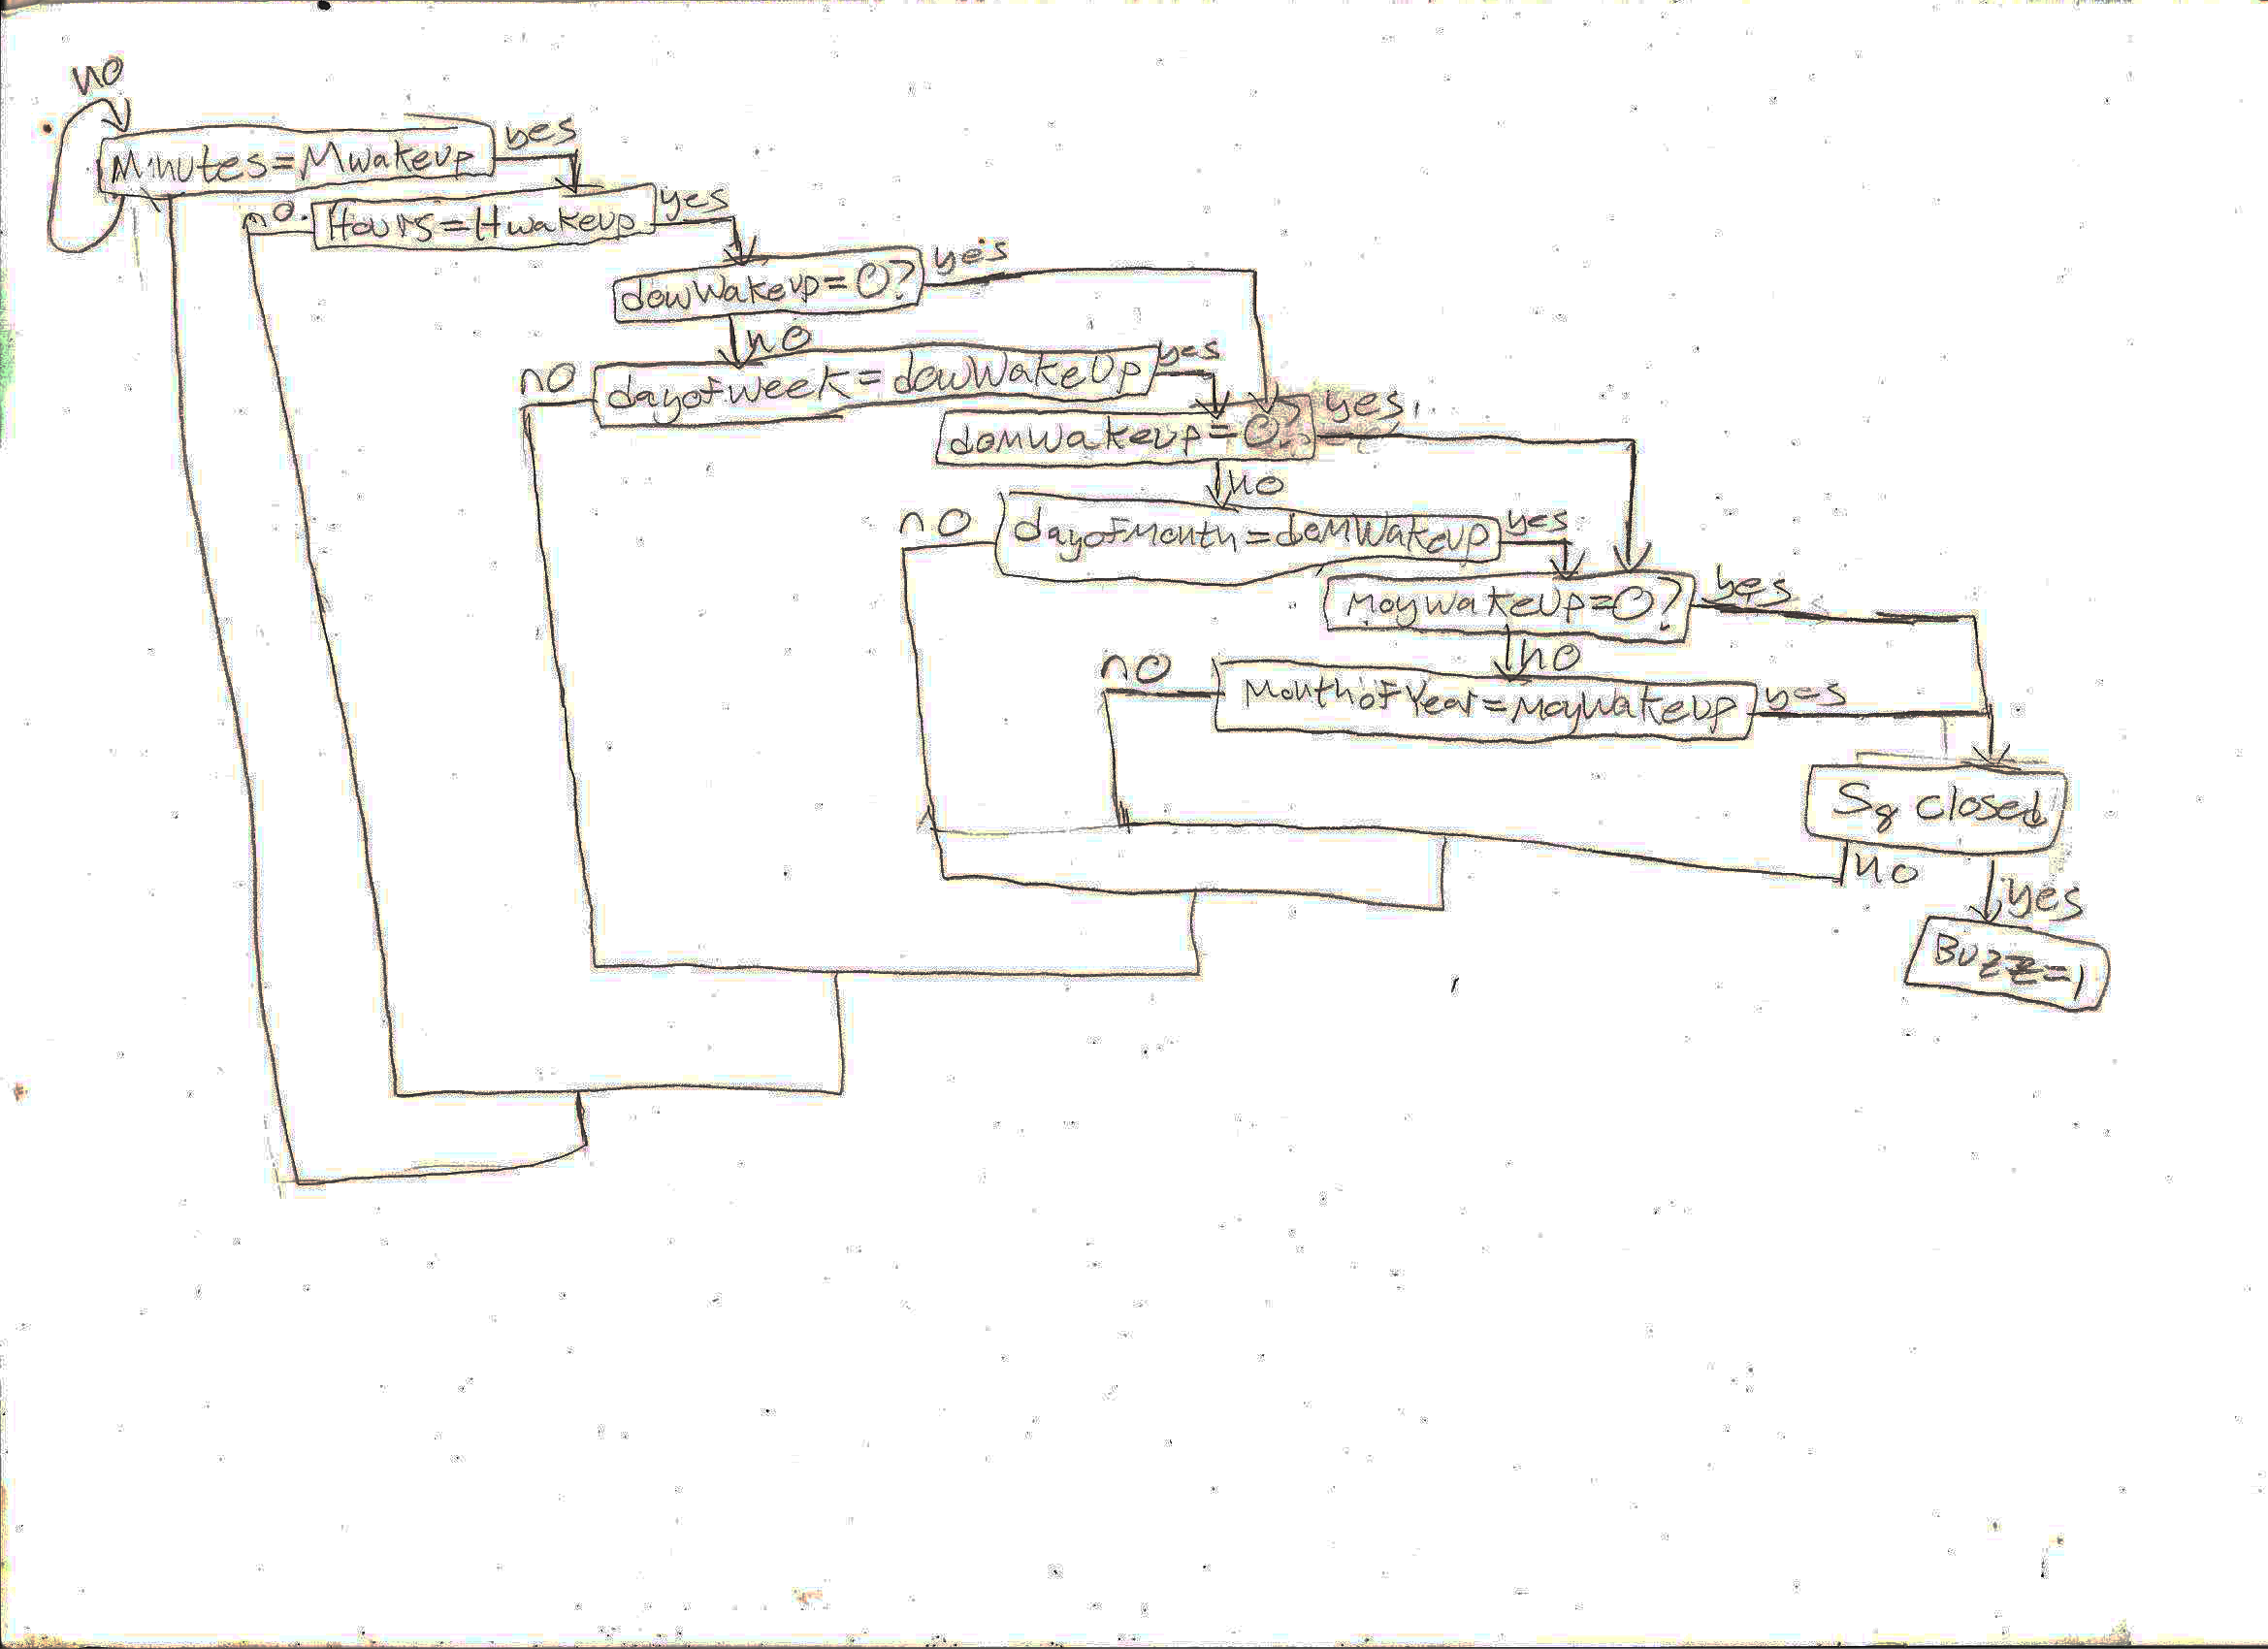 no
Minutes=Mwakeup
yes
no.
Hours=Hwakeup
yes
dowWakeup=0?
yes
no
no
dayofweek=dowWakeUp
yes
domWakeup=0?
yes
no
no
dayofMonth=domWakeup
yes
MoyWakeUp=0?
yes
no
no
MonthofYear=MoyWakeup
yes
S8 closed
no
yes
Buzz=1